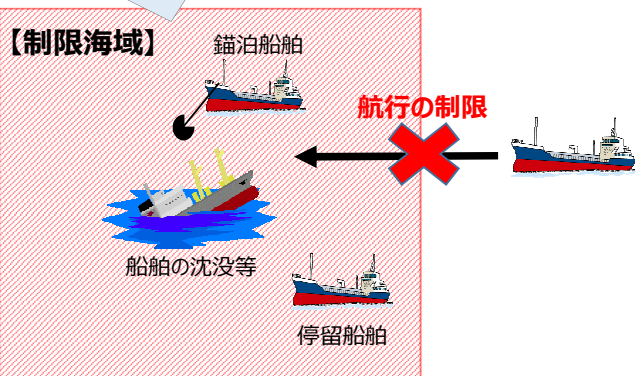 【制限海域】
錨泊船舶
航行の制限
船舶の沈没等
停留船舶